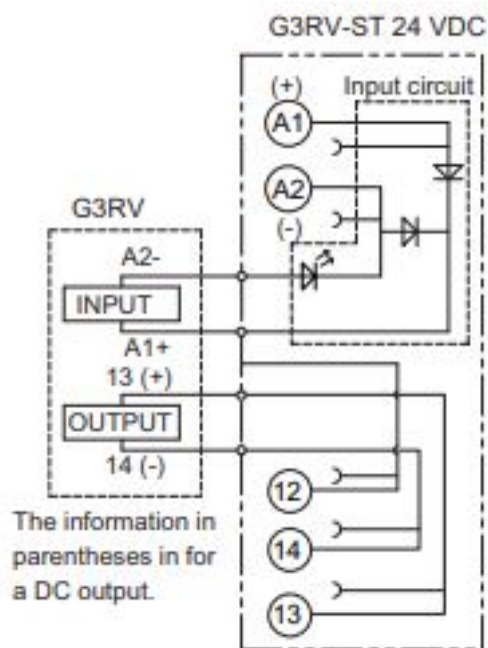 G3RV-ST 24 VDC
(+)
Input circuit
A1
A2
(-)
G3RV
A2-
INPUT
A1+
13 (+)
OUTPUT
14 (-)
12
14
13
The information in
parentheses in for
a DC output.